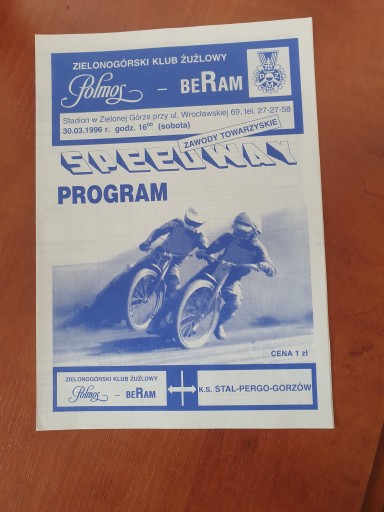 ZIELONOGÓRSKI KLUB ŻUŻLOWY
Polmos – BERAM
PZM
Stadion w Zielonej Górze przy ul. Wrocławskiej 69, tel. 27-27-58
30.03.1996 r. godz. 16⁰⁰ (sobota)
ZAWODY TOWARZYSKIE
SPEEDWAY
PROGRAM
CENA 1 zł
ZIELONOGÓRSKI KLUB ŻUŻLOWY
Polmos – BERAM
K.S. STAL-PERGO-GORZÓW